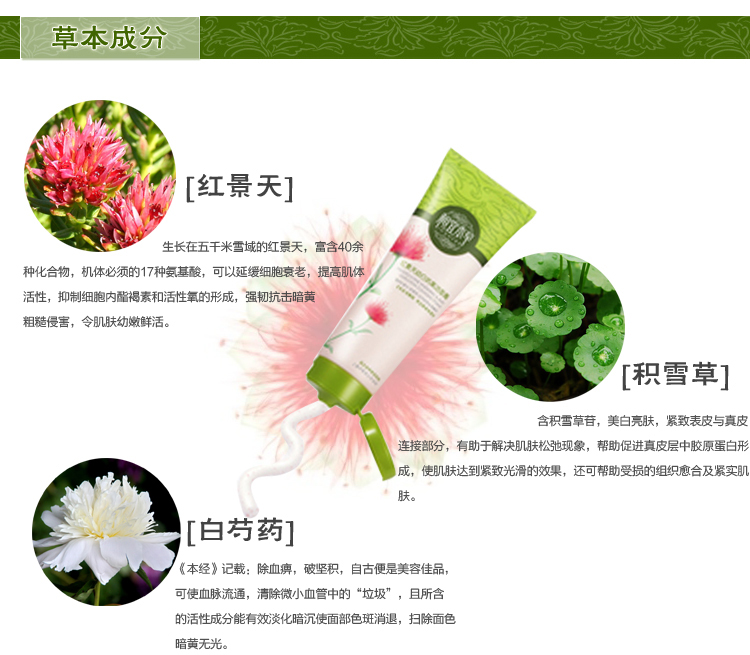 草本成分
[红景天]
生长在五千米雪域的红景天，富含40余
种化合物，机体必须的17种氨基酸，可以延缓细胞衰老，提高肌体
活性，抑制细胞内酯褐素和活性氧的形成，强韧抗击暗黄
粗糙侵害，令肌肤幼嫩鲜活。
[积雪草]
含积雪草苷，美白亮肤，紧致表皮与真皮
连接部分，有助于解决肌肤松弛现象，帮助促进真皮层中胶原蛋白形
成，使肌肤达到紧致光滑的效果，还可帮助受损的组织愈合及紧实肌
肤。
[白芍药]
《本经》记载：除血痹，破坚积，自古便是美容佳品，
可使血脉流通，清除微小血管中的“垃圾”，且所含
的活性成分能有效淡化暗沉使面部色斑消退，扫除面色
暗黄无光。